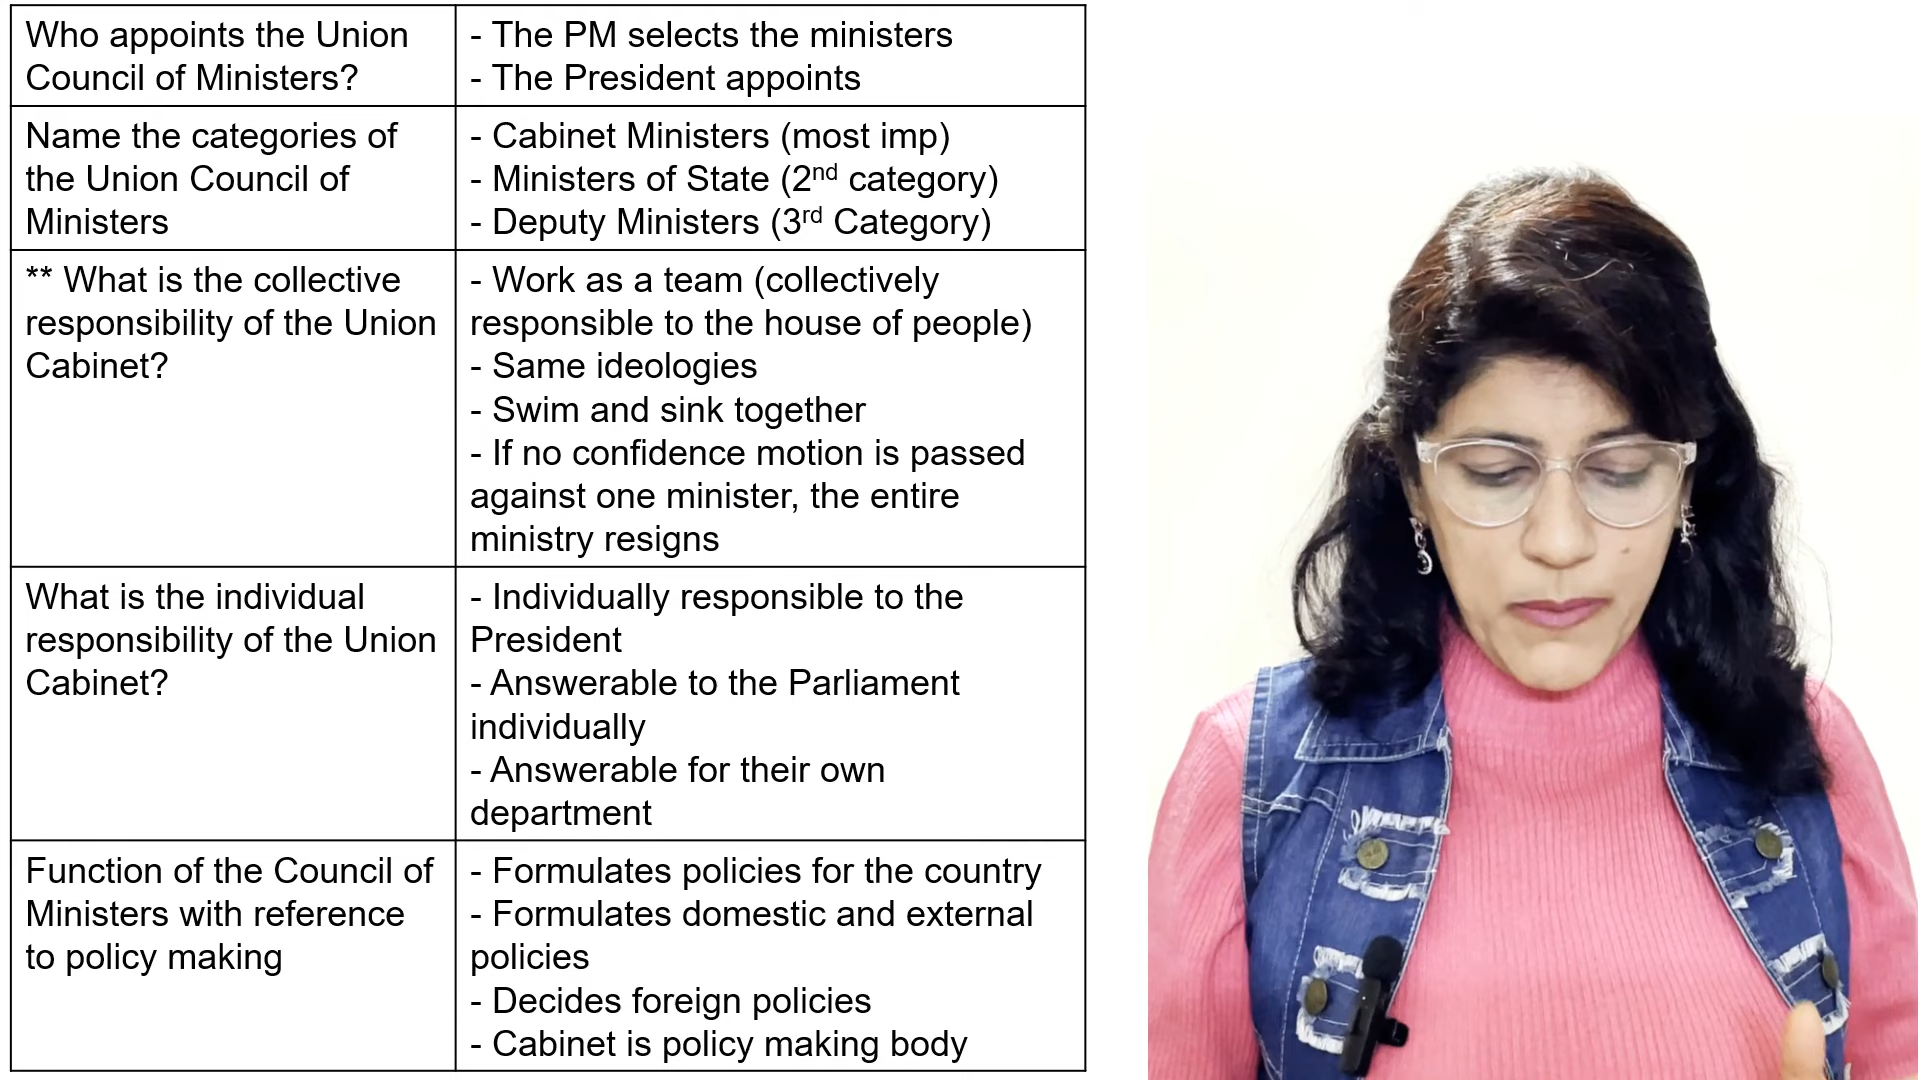 Who appoints the Union
Council of Ministers?
- The PM selects the ministers
- The President appoints
Name the categories of
the Union Council of
Ministers
- Cabinet Ministers (most imp)
- Ministers of State (2nd category)
- Deputy Ministers (3rd Category)
** What is the collective
responsibility of the Union
Cabinet?
- Work as a team (collectively
responsible to the house of people)
- Same ideologies
- Swim and sink together
- If no confidence motion is passed
against one minister, the entire
ministry resigns
What is the individual
responsibility of the Union
Cabinet?
- Individually responsible to the
President
- Answerable to the Parliament
individually
- Answerable for their own
department
Function of the Council of
Ministers with reference
to policy making
- Formulates policies for the country
- Formulates domestic and external
policies
- Decides foreign policies
- Cabinet is policy making body